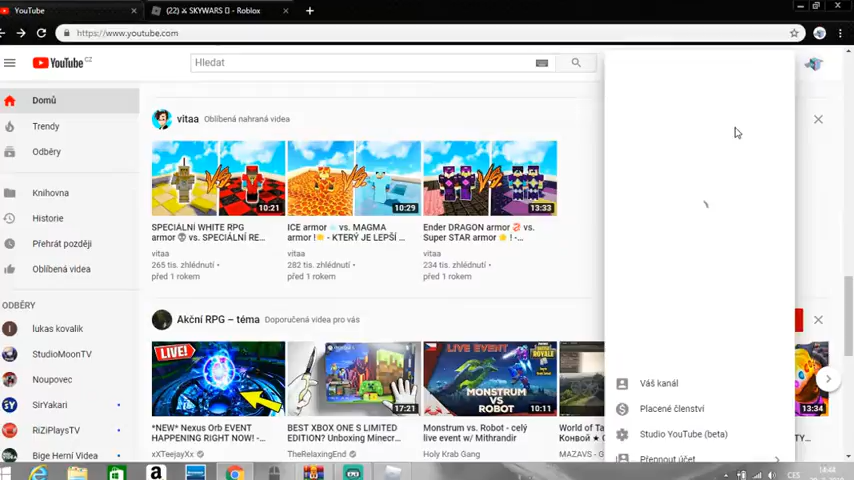 YouTube
(22) ⚔ SKYWARS - Roblox
https://www.youtube.com
YouTube CZ
Hledat
Domů
Trendy
Odběry
Knihovna
Historie
Přehrát později
Oblíbená videa
ODBĚRY
lukas kovalik
StudioMoonTV
Noupovec
SirYakari
RiZiPlaysTV
Bige Herní Videa
vitaa Oblíbená nahraná videa
VS
VS
VS
10:21
10:29
13:33
SPECIÁLNÍ WHITE RPG armor 💀 vs. SPECIÁLNÍ RE...
vitaa
265 tis. zhlédnutí •
před 1 rokem
ICE armor ❄ vs. MAGMA armor !☀ - KTERÝ JE LEPŠÍ ...
vitaa
282 tis. zhlédnutí •
před 1 rokem
Ender DRAGON armor vs. Super STAR armor ⭐ ! -...
vitaa
234 tis. zhlédnutí •
před 1 rokem
Akční RPG – téma Doporučená videa pro vás
LIVE!
17:21
LIVE EVENT
MONSTRUM
VS
ROBOT
10:11
13:34
*NEW* Nexus Orb EVENT HAPPENING RIGHT NOW! -
xXTeejayXx
BEST XBOX ONE S LIMITED EDITION? Unboxing Minecr...
TheRelaxingEnd
Monstrum vs. Robot - celý live event w/ Mithrandir
Holy Krab Gang
World of Ta
Конвой ★
MAZAVS - G
Váš kanál
Placené členství
Studio YouTube (beta)
Přepnout účet
CES
14:44